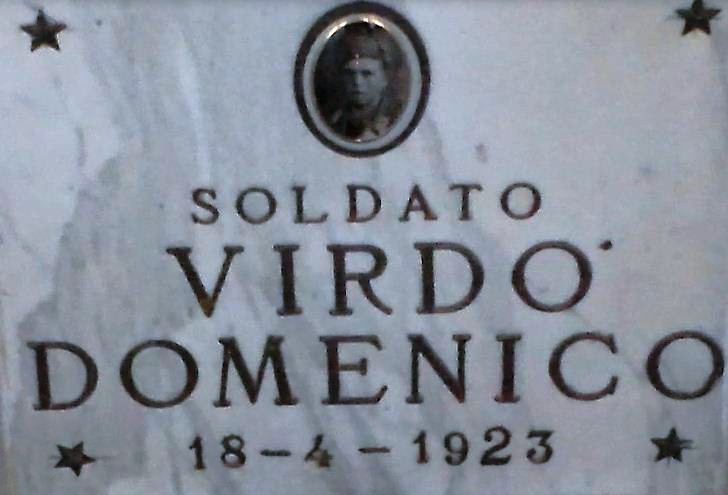 SOLDATO
VIRDO'
DOMENICO
18-4-1923